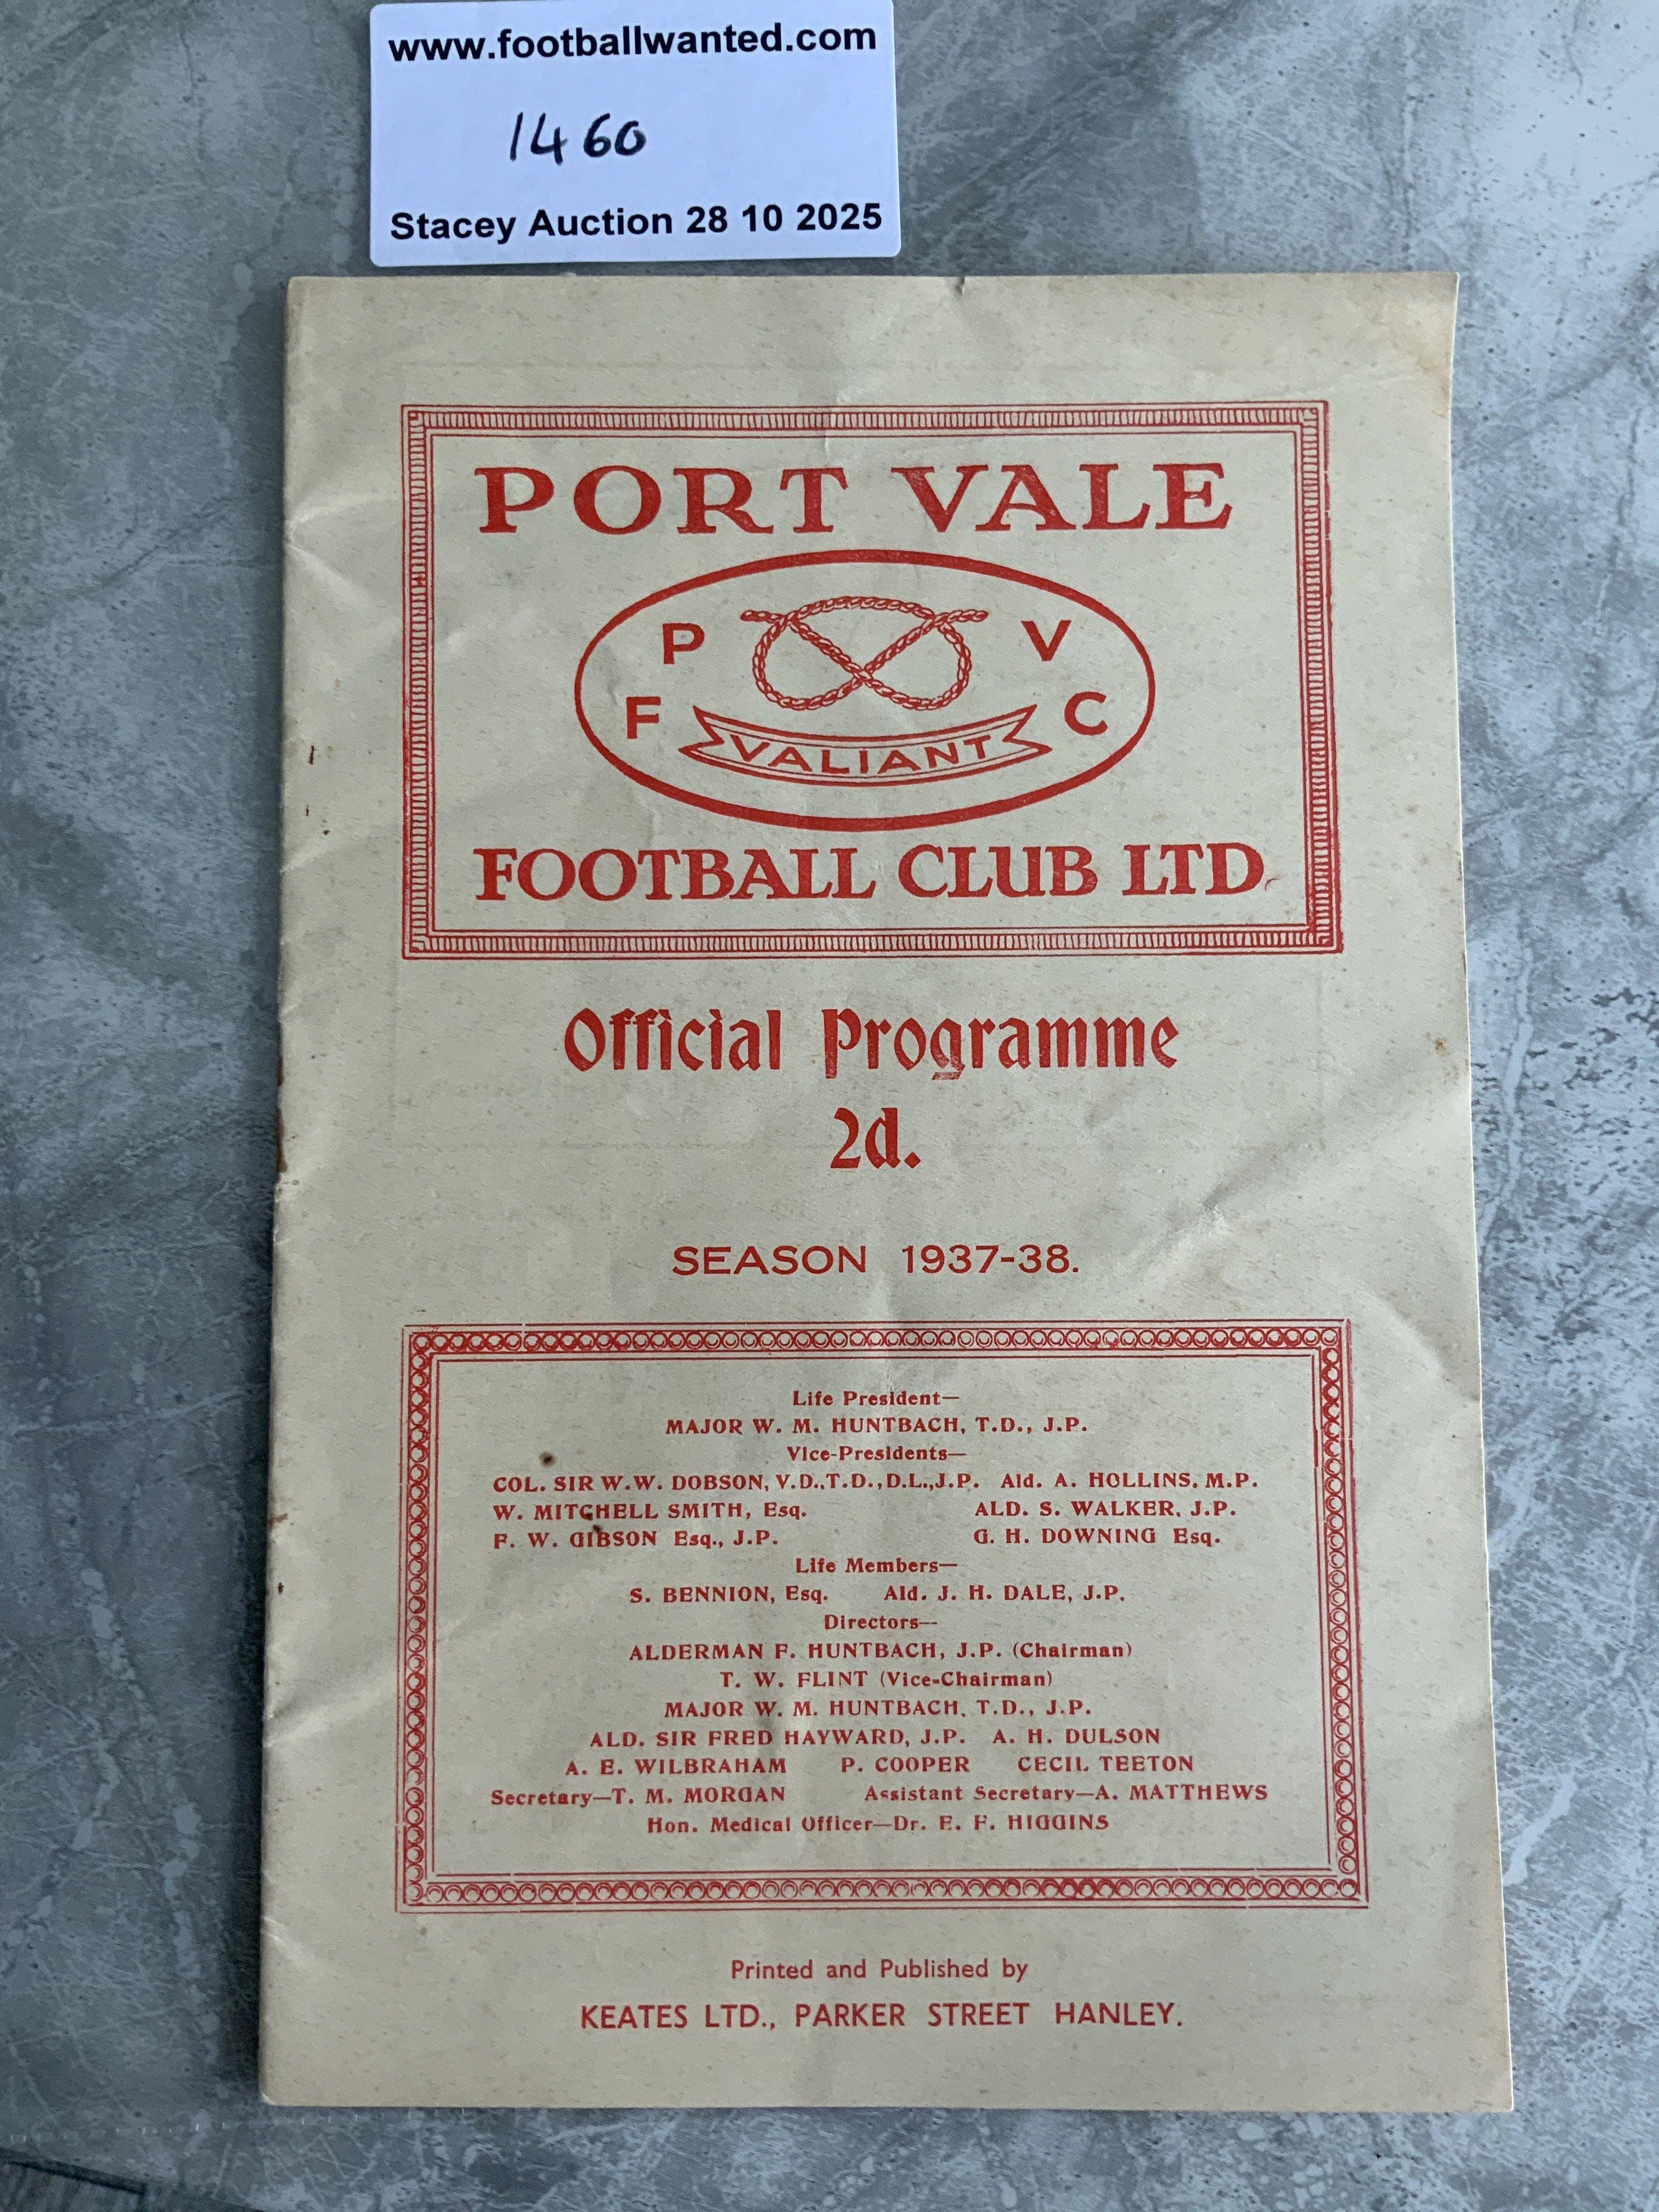 www.footballwanted.com
1460
Stacey Auction 28 10 2025
PORT VALE
P V
F C
VALIANT
FOOTBALL CLUB LTD.
Official Programme
2d.
SEASON 1937-38.
Life President—
MAJOR W. M. HUNTBACH, T.D., J.P.
Vice-Presidents—
COL. SIR W.W. DOBSON, V.D., T.D., D.L., J.P. Ald. A. HOLLINS. M.P.
W. MITCHELL SMITH, Esq. ALD. S. WALKER, J.P.
F. W. GIBSON Esq., J.P. G. H. DOWNING Esq.
Life Members—
S. BENNION, Esq. Ald. J. H. DALE, J.P.
Directors—
ALDERMAN F. HUNTBACH, J.P. (Chairman)
T. W. FLINT (Vice-Chairman)
MAJOR W. M. HUNTBACH, T.D., J.P.
ALD. SIR FRED HAYWARD, J.P. A. H. DULSON
A. E. WILBRAHAM P. COOPER CECIL TEETON
Secretary—T. M. MORGAN Assistant Secretary—A. MATTHEWS
Hon. Medical Officer—Dr. E. F. HIGGINS
Printed and Published by
KEATES LTD., PARKER STREET HANLEY.